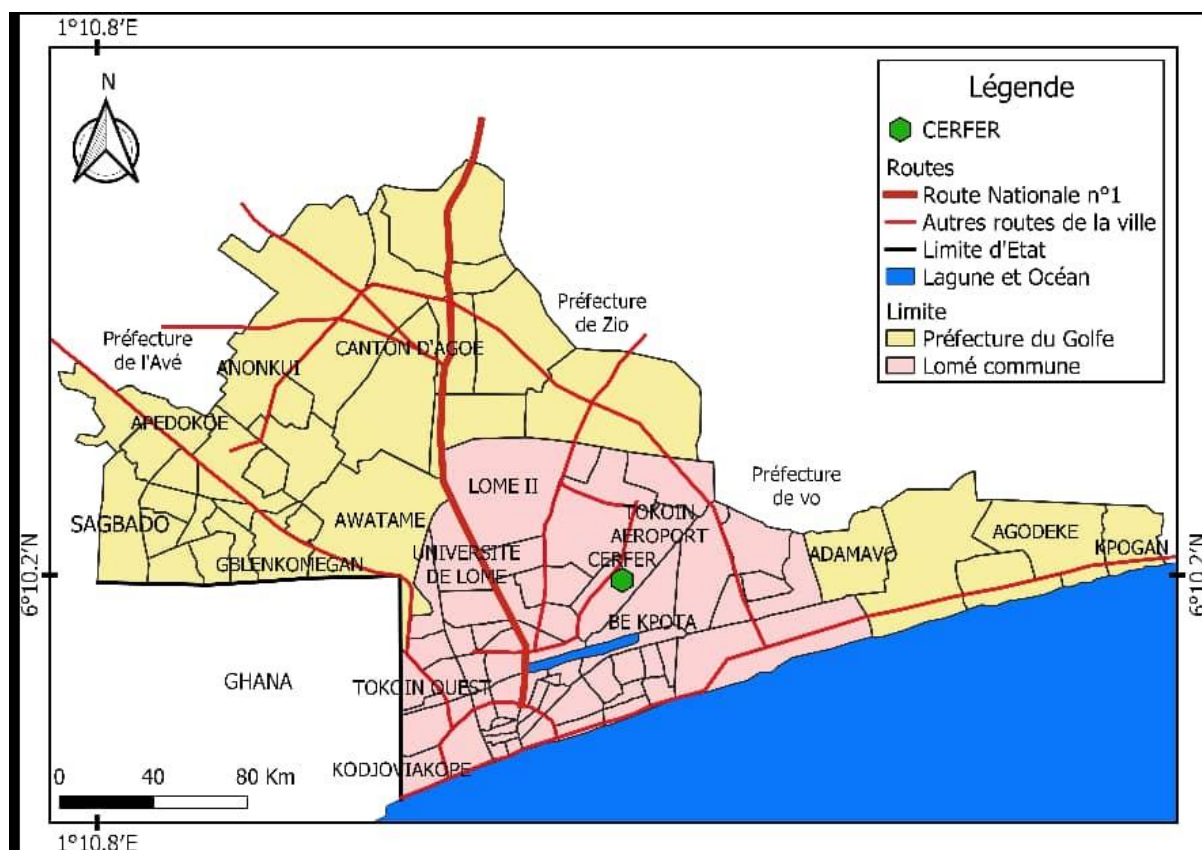 1°10.8'E
N
Légende
CERFER
Routes
Route Nationale n°1
Autres routes de la ville
Limite d'Etat
Lagune et Océan
Limite
Préfecture du Golfe
Lomé commune
Préfecture
de Zio
Préfecture
de l'Avé
CANTON D'AGOE
ANONKUI
APEDOKOE
LOME II
Préfecture
de vo
SAGBADO
AWATAME
TOKOIN
AEROPORT
AGODEKE
UNIVERSITE
DE LOME
CERFER
ADAMAVO
KPOGAN
GBLENKOMEGAN
6°10.2'N
6°10.2'N
BE KPOTA
GHANA
TOKOIN OUEST
KODJOVIAKOPE
0 40 80 Km
1°10.8'E